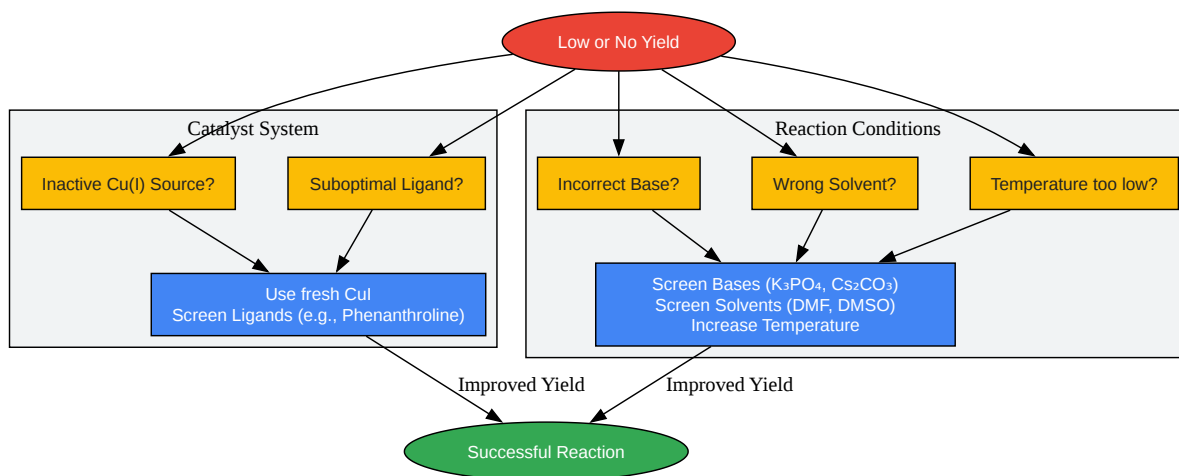 Low or No Yield
Catalyst System
Reaction Conditions
Inactive Cu(I) Source?
Suboptimal Ligand?
Incorrect Base?
Wrong Solvent?
Temperature too low?
Use fresh CuI
Screen Ligands (e.g., Phenanthroline)
Screen Bases (K₃PO₄, Cs₂CO₃)
Screen Solvents (DMF, DMSO)
Increase Temperature
Improved Yield
Improved Yield
Successful Reaction